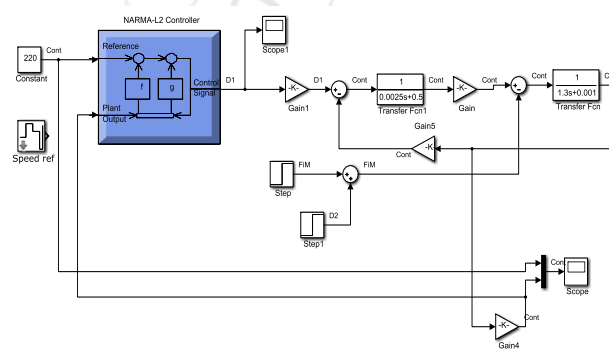 NARMA-L2 Controller
Scope1
Reference
220
Cont
Constant
f
g
Control
Signal
D1
Plant
Output
-K-
Gain1
D1
Cont
1
0.0025s+0.5
Transfer Fcn1
Cont
-K-
Gain
Cont
Cont
1
1.3s+0.001
Transfer Fcn
Speed ref
Gain5
-K
Cont
Step
FiM
FiM
D2
Step1
Cont
Scope
-K-
Cont
Gain4